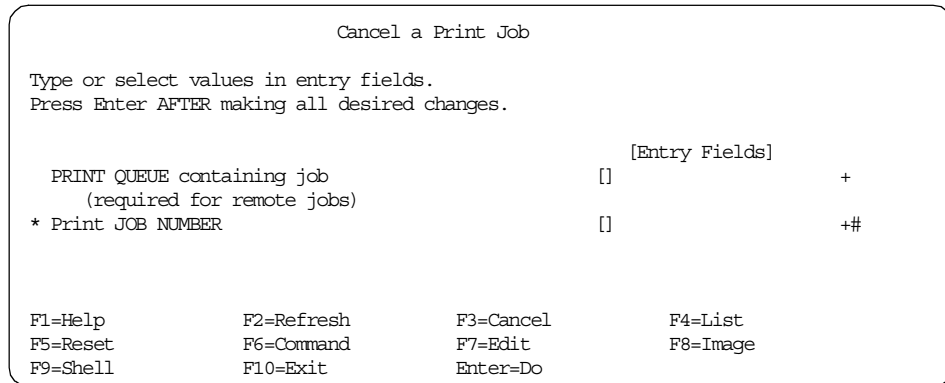 Cancel a Print Job
Type or select values in entry fields.
Press Enter AFTER making all desired changes.
[Entry Fields]
PRINT QUEUE containing job [] +
(required for remote jobs)
* Print JOB NUMBER [] +#
F1=Help F2=Refresh F3=Cancel F4=List
F5=Reset F6=Command F7=Edit F8=Image
F9=Shell F10=Exit Enter=Do